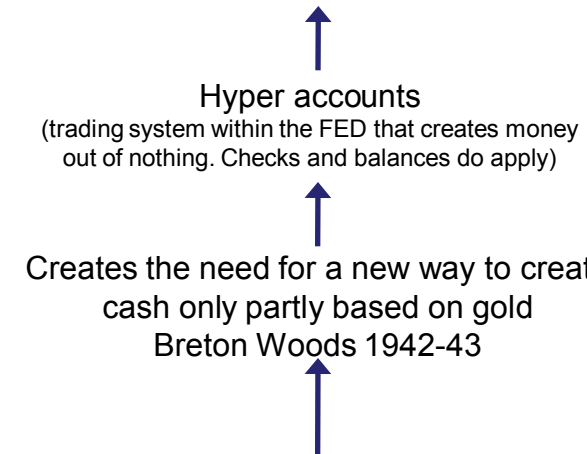 Hyper accounts
(trading system within the FED that creates money
out of nothing. Checks and balances do apply)
Creates the need for a new way to creat
cash only partly based on gold
Breton Woods 1942-43